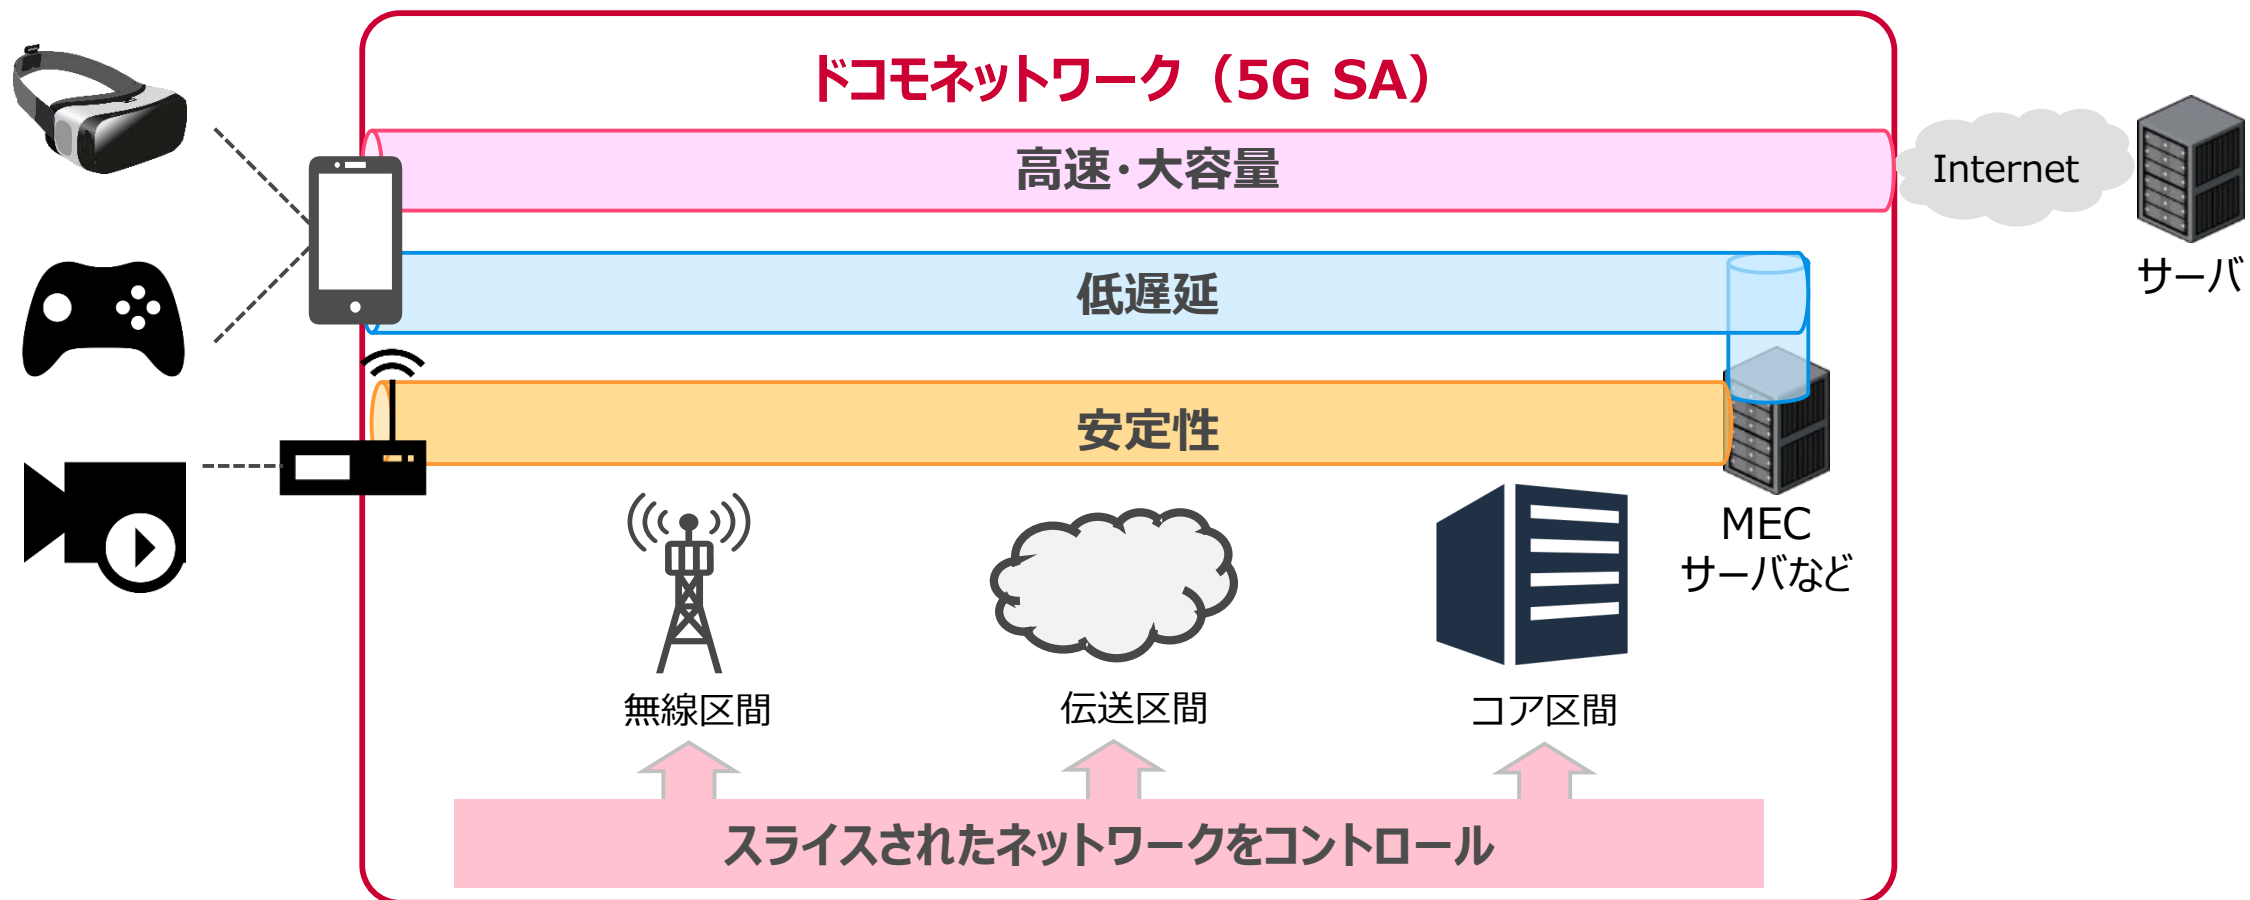 ドコモネットワーク（5G SA）
高速・大容量
Internet
サーバ
低遅延
安定性
MEC
サーバなど
無線区間
伝送区間
コア区間
スライスされたネットワークをコントロール